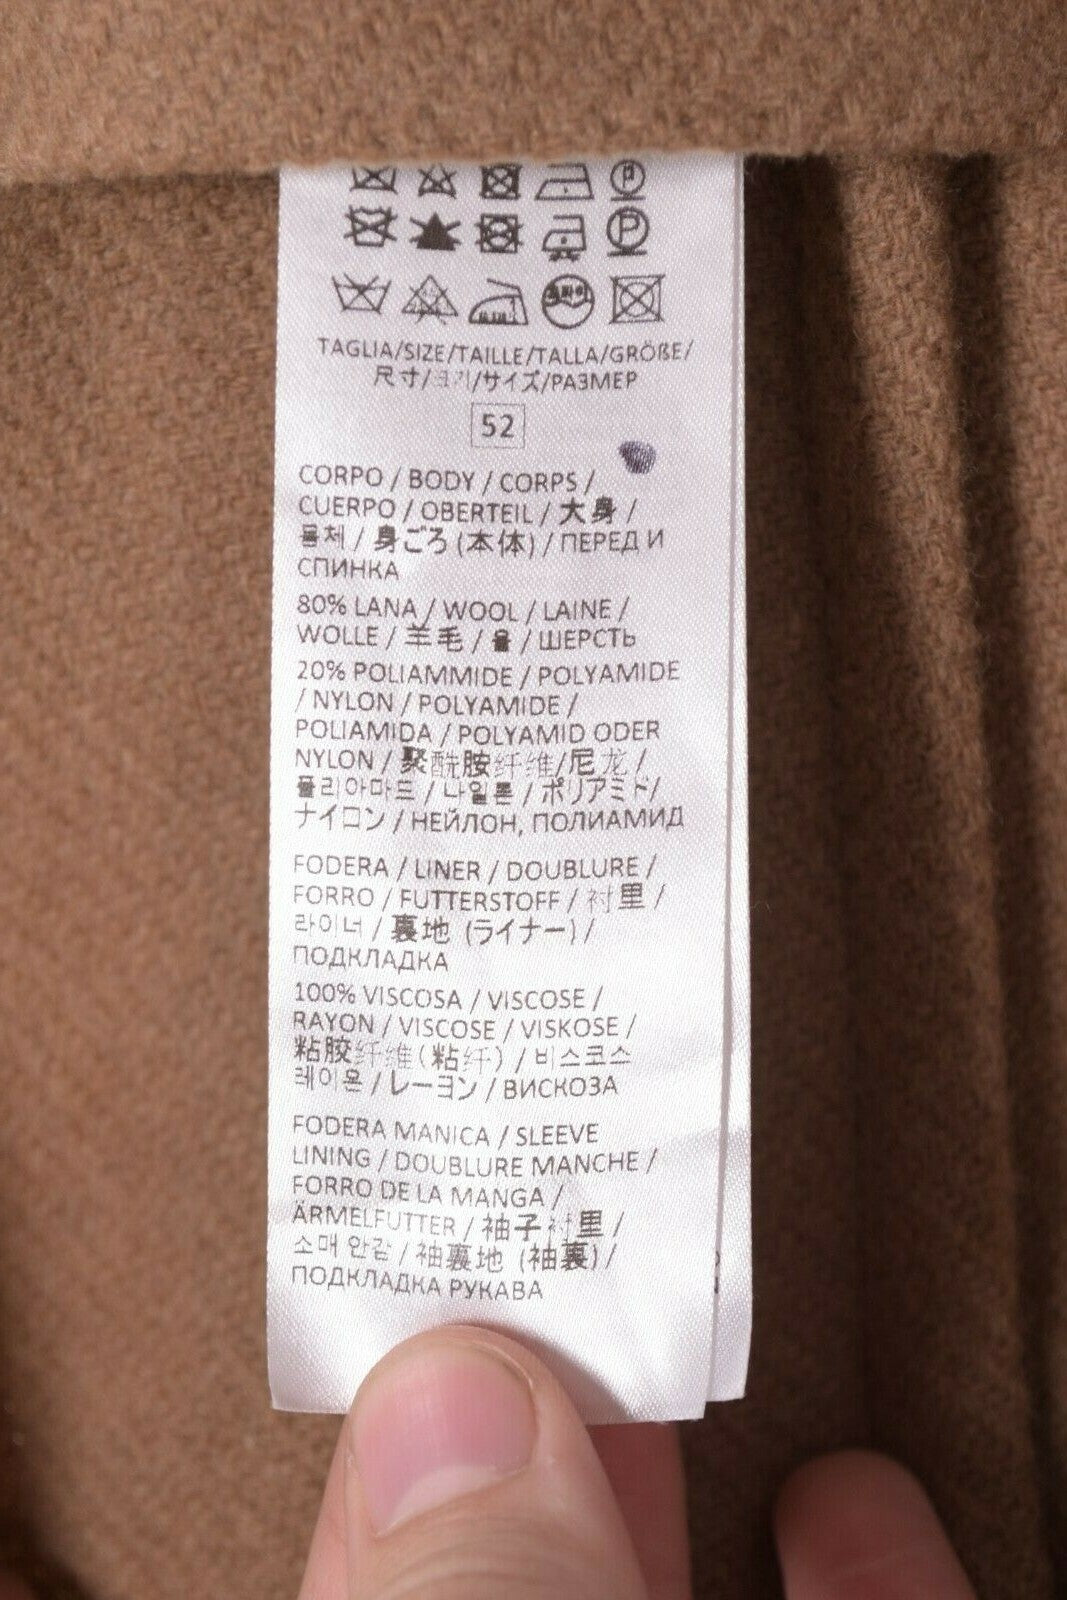 TAGLIA/SIZE/TAILLE/TALLA/GRÖßE/
尺寸/크기/サイズ/РАЗМЕР
52
CORPO / BODY / CORPS /
CUERPO / OBERTEIL / 大身 /
몸체 / 身ごろ (本体) / ПЕРЕД И
СПИНКА
80% LANA / WOOL / LAINE /
WOLLE / 羊毛 / 울 / ШЕРСТЬ
20% POLIAMMIDE / POLYAMIDE
/ NYLON / POLYAMIDE /
POLIAMIDA / POLYAMID ODER
NYLON / 聚酰胺纤维/尼龙 /
폴리아마드 / 나일론 / ポリアミド/
ナイロン / НЕЙЛОН, ПОЛИАМИД
FODERA / LINER / DOUBLURE /
FORRO / FUTTERSTOFF / 衬里 /
라이너 / 裏地 (ライナー) /
ПОДКЛАДКА
100% VISCOSA / VISCOSE /
RAYON / VISCOSE / VISKOSE /
粘胶纤维(粘纤) / 비스코스
레이온 / レーヨン / ВИСКОЗА
FODERA MANICA / SLEEVE
LINING / DOUBLURE MANCHE /
FORRO DE LA MANGA /
ÄRMELFUTTER / 袖子衬里 /
소매 안감 / 袖裏地 (袖裏) /
ПОДКЛАДКА РУКАВА